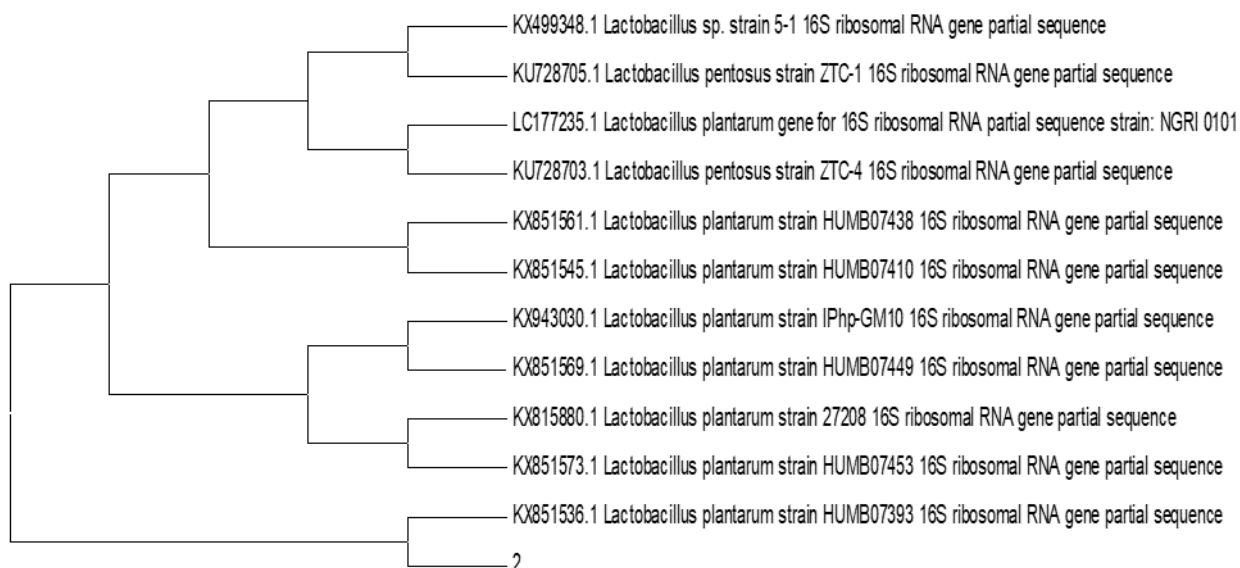 KX499348.1 Lactobacillus sp. strain 5-1 16S ribosomal RNA gene partial sequence
KU728705.1 Lactobacillus pentosus strain ZTC-1 16S ribosomal RNA gene partial sequence
LC177235.1 Lactobacillus plantarum gene for 16S ribosomal RNA partial sequence strain: NGRI 0101
KU728703.1 Lactobacillus pentosus strain ZTC-4 16S ribosomal RNA gene partial sequence
KX851561.1 Lactobacillus plantarum strain HUMB07438 16S ribosomal RNA gene partial sequence
KX851545.1 Lactobacillus plantarum strain HUMB07410 16S ribosomal RNA gene partial sequence
KX943030.1 Lactobacillus plantarum strain IPhp-GM10 16S ribosomal RNA gene partial sequence
KX851569.1 Lactobacillus plantarum strain HUMB07449 16S ribosomal RNA gene partial sequence
KX815880.1 Lactobacillus plantarum strain 27208 16S ribosomal RNA gene partial sequence
KX851573.1 Lactobacillus plantarum strain HUMB07453 16S ribosomal RNA gene partial sequence
KX851536.1 Lactobacillus plantarum strain HUMB07393 16S ribosomal RNA gene partial sequence
2